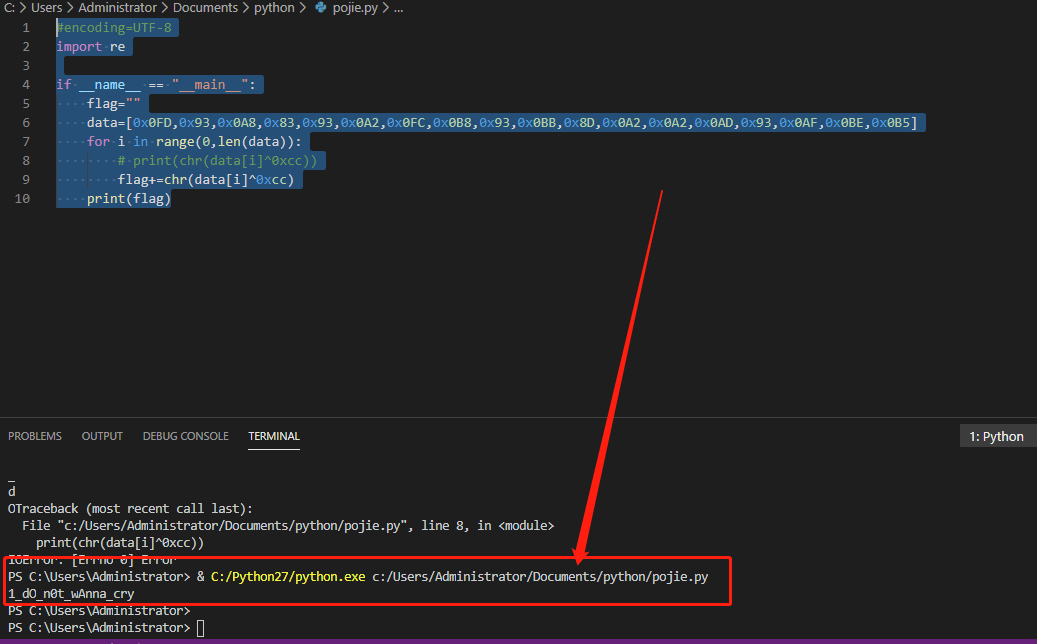 C: > Users > Administrator > Documents > python > pojie.py > ...
1 #encoding=UTF-8
2 import re
3
4 if __name__ == "__main__":
5 flag=""
6 data=[0x0FD,0x93,0x0A8,0x83,0x93,0x0A2,0x0FC,0x0B8,0x93,0x0BB,0x8D,0x0A2,0x0A2,0x0AD,0x93,0x0AF,0x0BE,0x0B5]
7 for i in range(0,len(data)):
8 # print(chr(data[i]^0xcc))
9 flag+=chr(data[i]^0xcc)
10 print(flag)
PROBLEMS OUTPUT DEBUG CONSOLE TERMINAL 1: Python
_
d
OTraceback (most recent call last):
File "c:/Users/Administrator/Documents/python/pojie.py", line 8, in <module>
print(chr(data[i]^0xcc))
IOError: [Errno 0] Error
PS C:\Users\Administrator> & C:/Python27/python.exe c:/Users/Administrator/Documents/python/pojie.py
1_dO_n0t_wAnna_cry
PS C:\Users\Administrator>
PS C:\Users\Administrator>